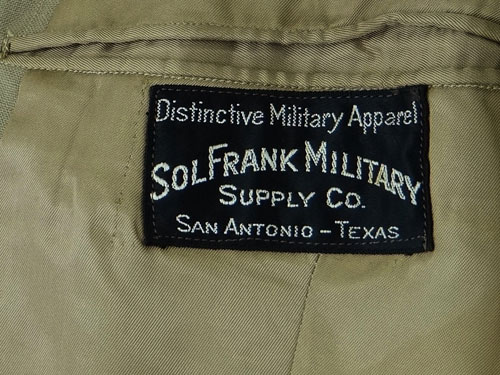 Distinctive Military Apparel
SOL FRANK MILITARY
SUPPLY CO.
SAN ANTONIO - TEXAS